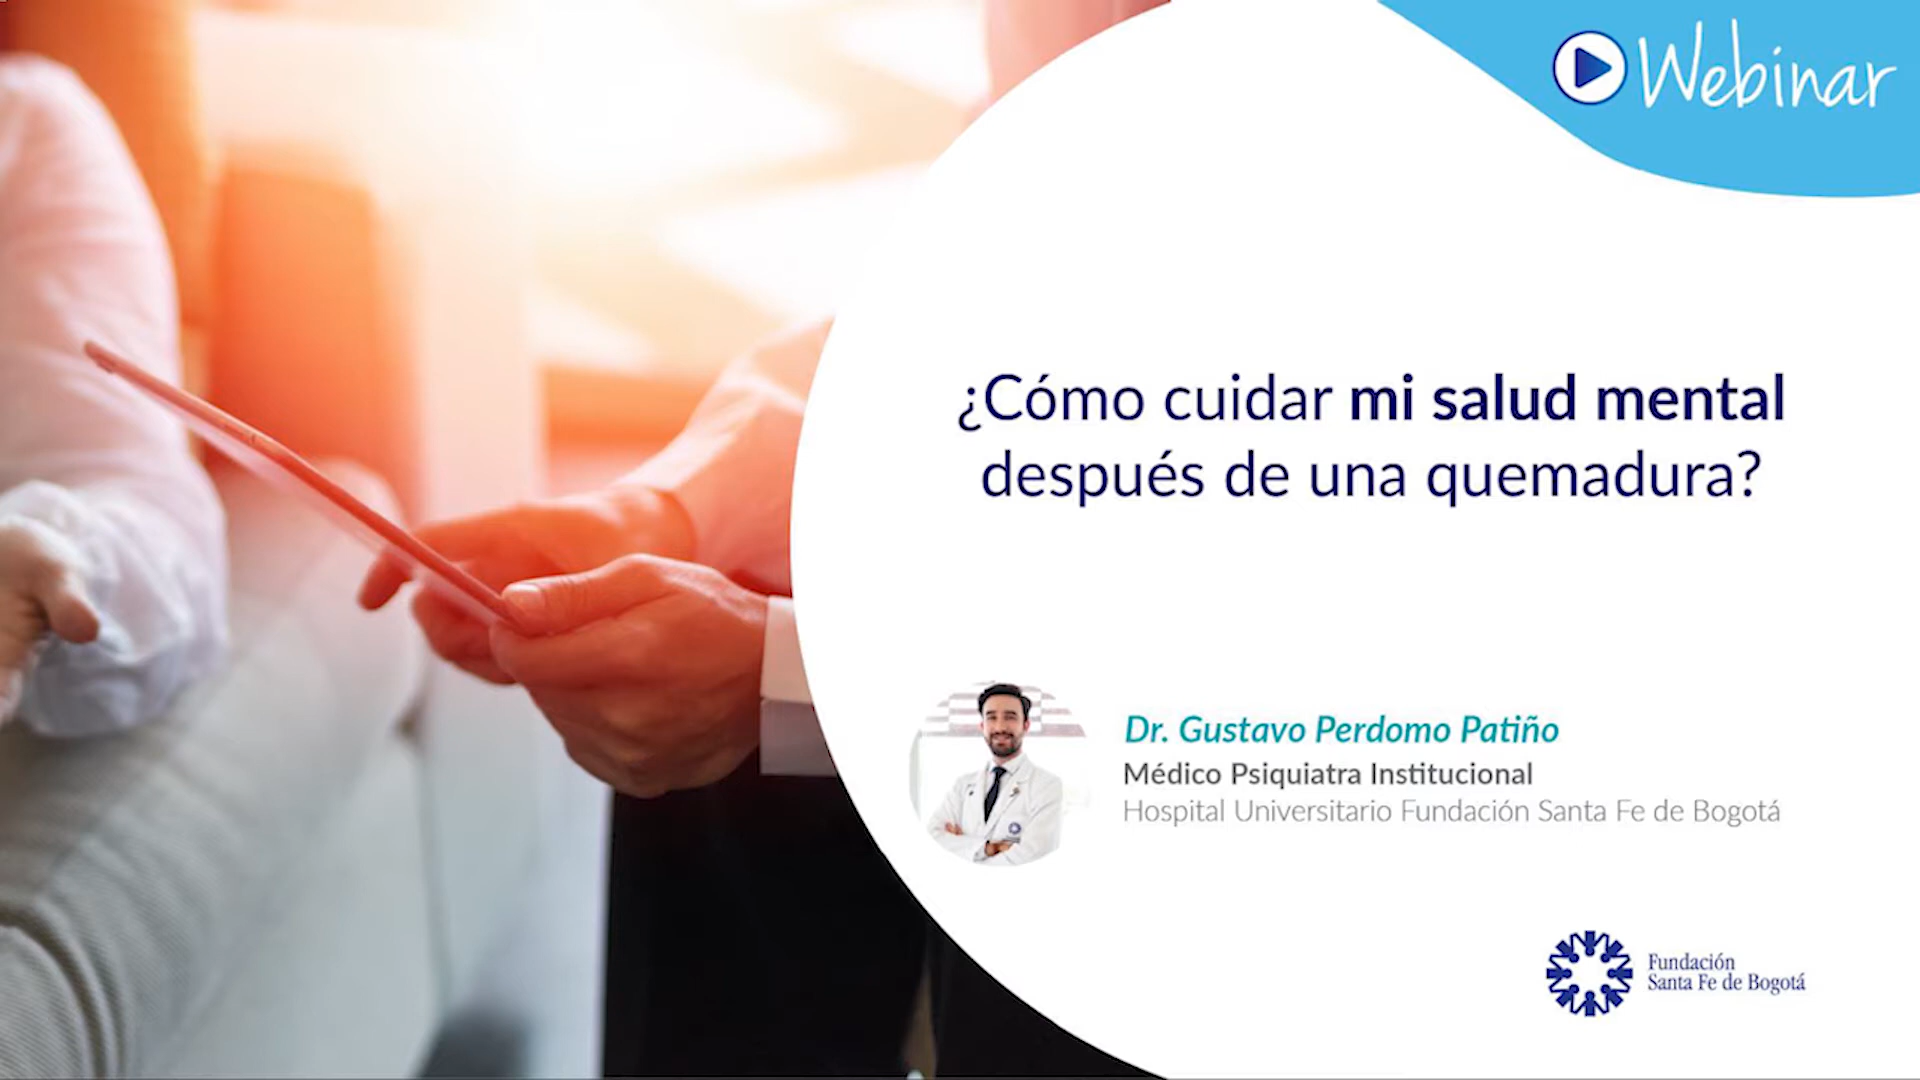 Webinar
¿Cómo cuidar mi salud mental
después de una quemadura?
Dr. Gustavo Perdomo Patiño
Médico Psiquiatra Institucional
Hospital Universitario Fundación Santa Fe de Bogotá
Fundación
Santa Fe de Bogotá